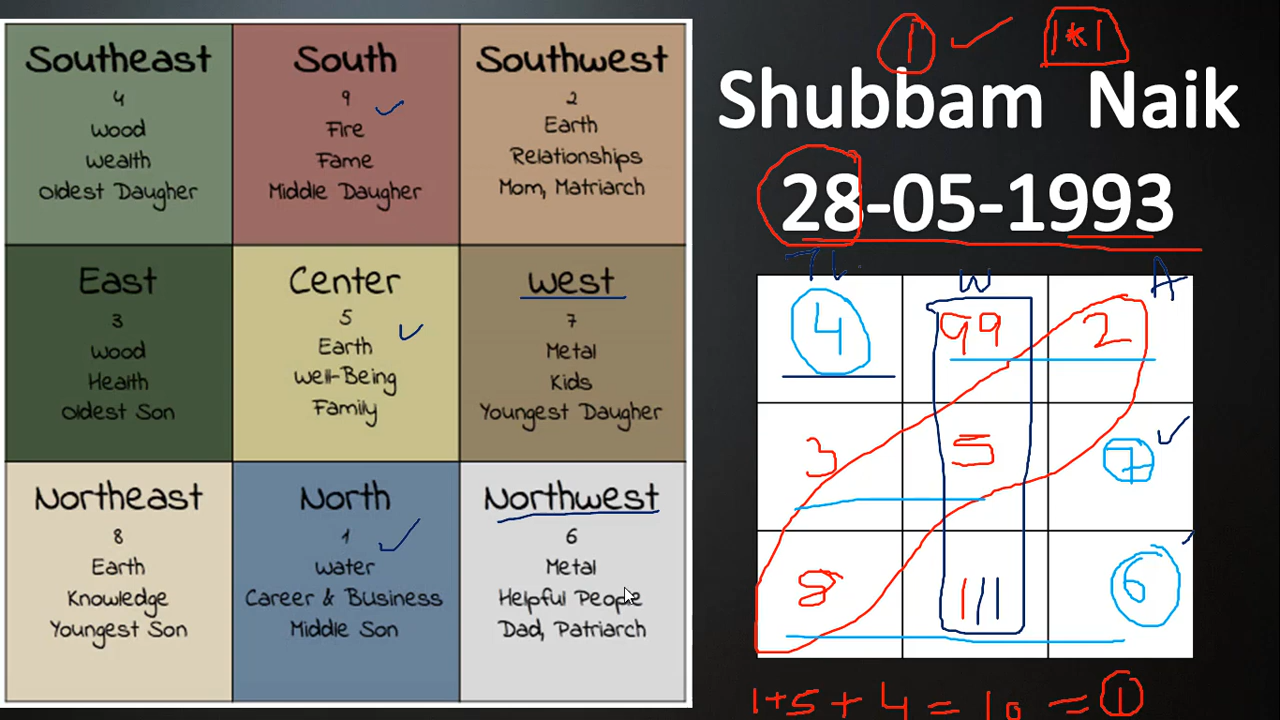 Southeast
4
Wood
Wealth
Oldest Daugher
South
9
Fire
Fame
Middle Daugher
Southwest
2
Earth
Relationships
Mom, Matriarch
East
3
Wood
Health
Oldest Son
Center
5
Earth
Well-Being
Family
West
7
Metal
Kids
Youngest Daugher
Northeast
8
Earth
Knowledge
Youngest Son
North
1
Water
Career & Business
Middle Son
Northwest
6
Metal
Helpful People
Dad, Patriarch
1 1*1
Shubbam Naik
28-05-1993
W A
4 99 2
3 5 7
8 111 6
1+5+4=10=1